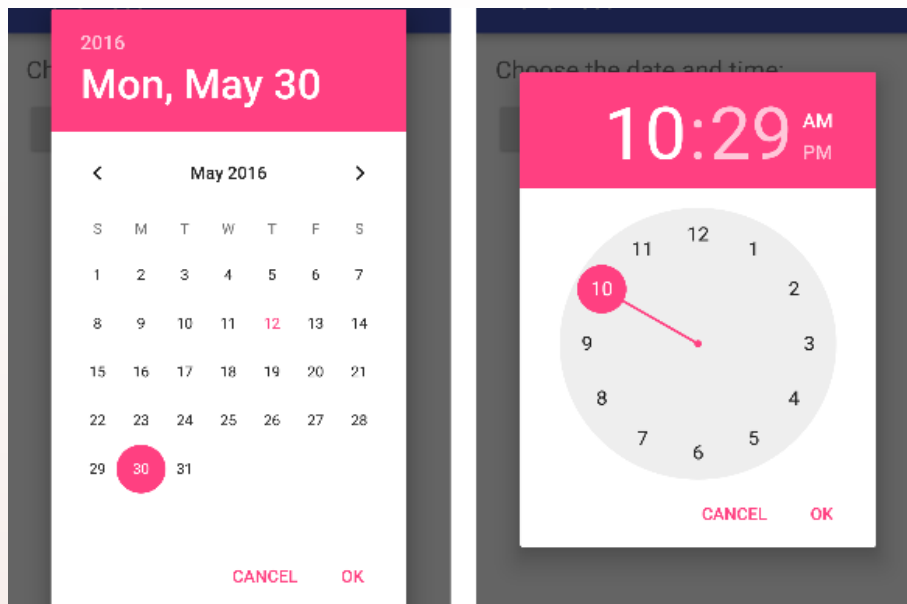 2016
Ch
Mon, May 30
May 2016
S M T W T F S
1 2 3 4 5 6 7
8 9 10 11 12 13 14
15 16 17 18 19 20 21
22 23 24 25 26 27 28
29 30 31
CANCEL OK
Choose the date and time:
10:29 AM
PM
12
11 1
10 2
9 3
8 4
7 5
6
CANCEL OK